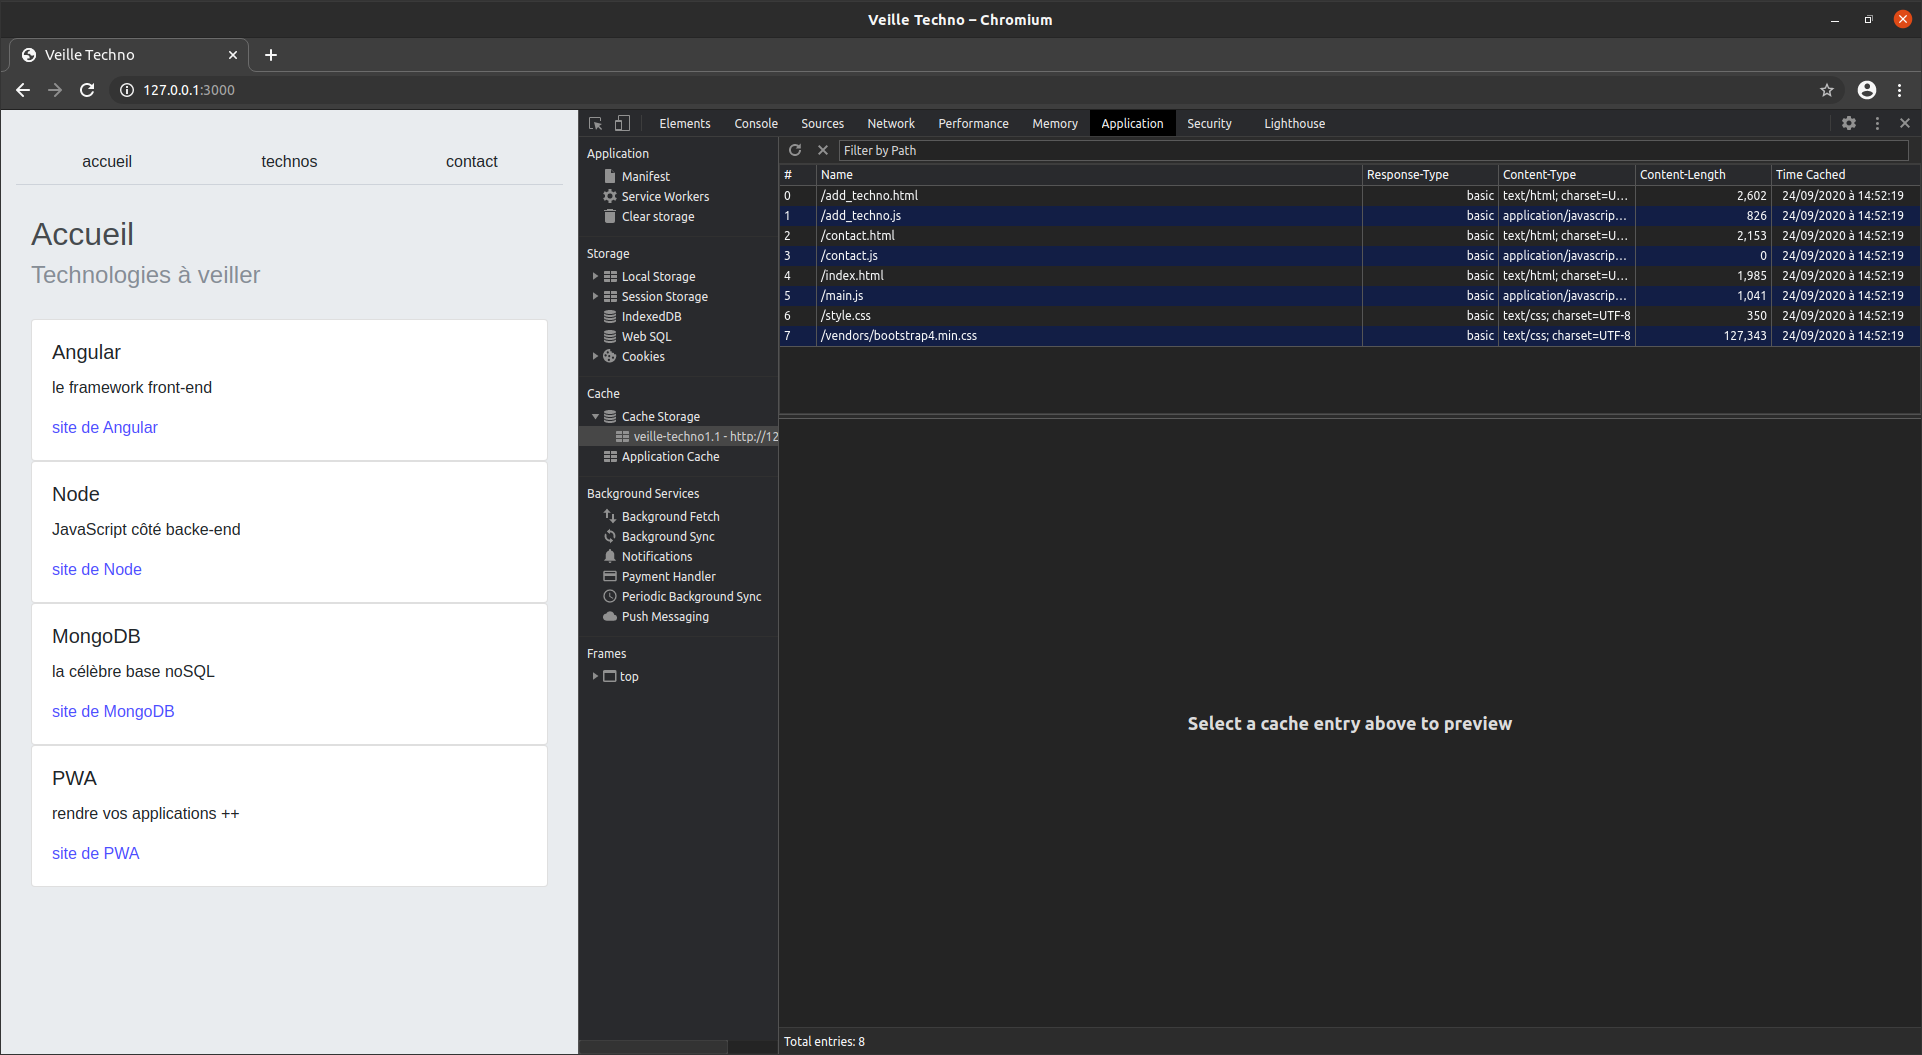 Veille Techno – Chromium
Veille Techno
127.0.0.1:3000
accueil technos contact
Accueil
Technologies à veiller
Angular
le framework front-end
site de Angular
Node
JavaScript côté backe-end
site de Node
MongoDB
la célèbre base noSQL
site de MongoDB
PWA
rendre vos applications ++
site de PWA
Elements Console Sources Network Performance Memory Application Security Lighthouse
Application
Manifest
Service Workers
Clear storage
Storage
Local Storage
Session Storage
IndexedDB
Web SQL
Cookies
Cache
Cache Storage
veille-techno1.1 - http://12
Application Cache
Background Services
Background Fetch
Background Sync
Notifications
Payment Handler
Periodic Background Sync
Push Messaging
Frames
top
Filter by Path
# Name Response-Type Content-Type Content-Length Time Cached
0 /add_techno.html basic text/html; charset=U... 2,602 24/09/2020 à 14:52:19
1 /add_techno.js basic application/javascrip... 826 24/09/2020 à 14:52:19
2 /contact.html basic text/html; charset=U... 2,153 24/09/2020 à 14:52:19
3 /contact.js basic application/javascrip... 0 24/09/2020 à 14:52:19
4 /index.html basic text/html; charset=U... 1,985 24/09/2020 à 14:52:19
5 /main.js basic application/javascrip... 1,041 24/09/2020 à 14:52:19
6 /style.css basic text/css; charset=UTF-8 350 24/09/2020 à 14:52:19
7 /vendors/bootstrap4.min.css basic text/css; charset=UTF-8 127,343 24/09/2020 à 14:52:19
Select a cache entry above to preview
Total entries: 8